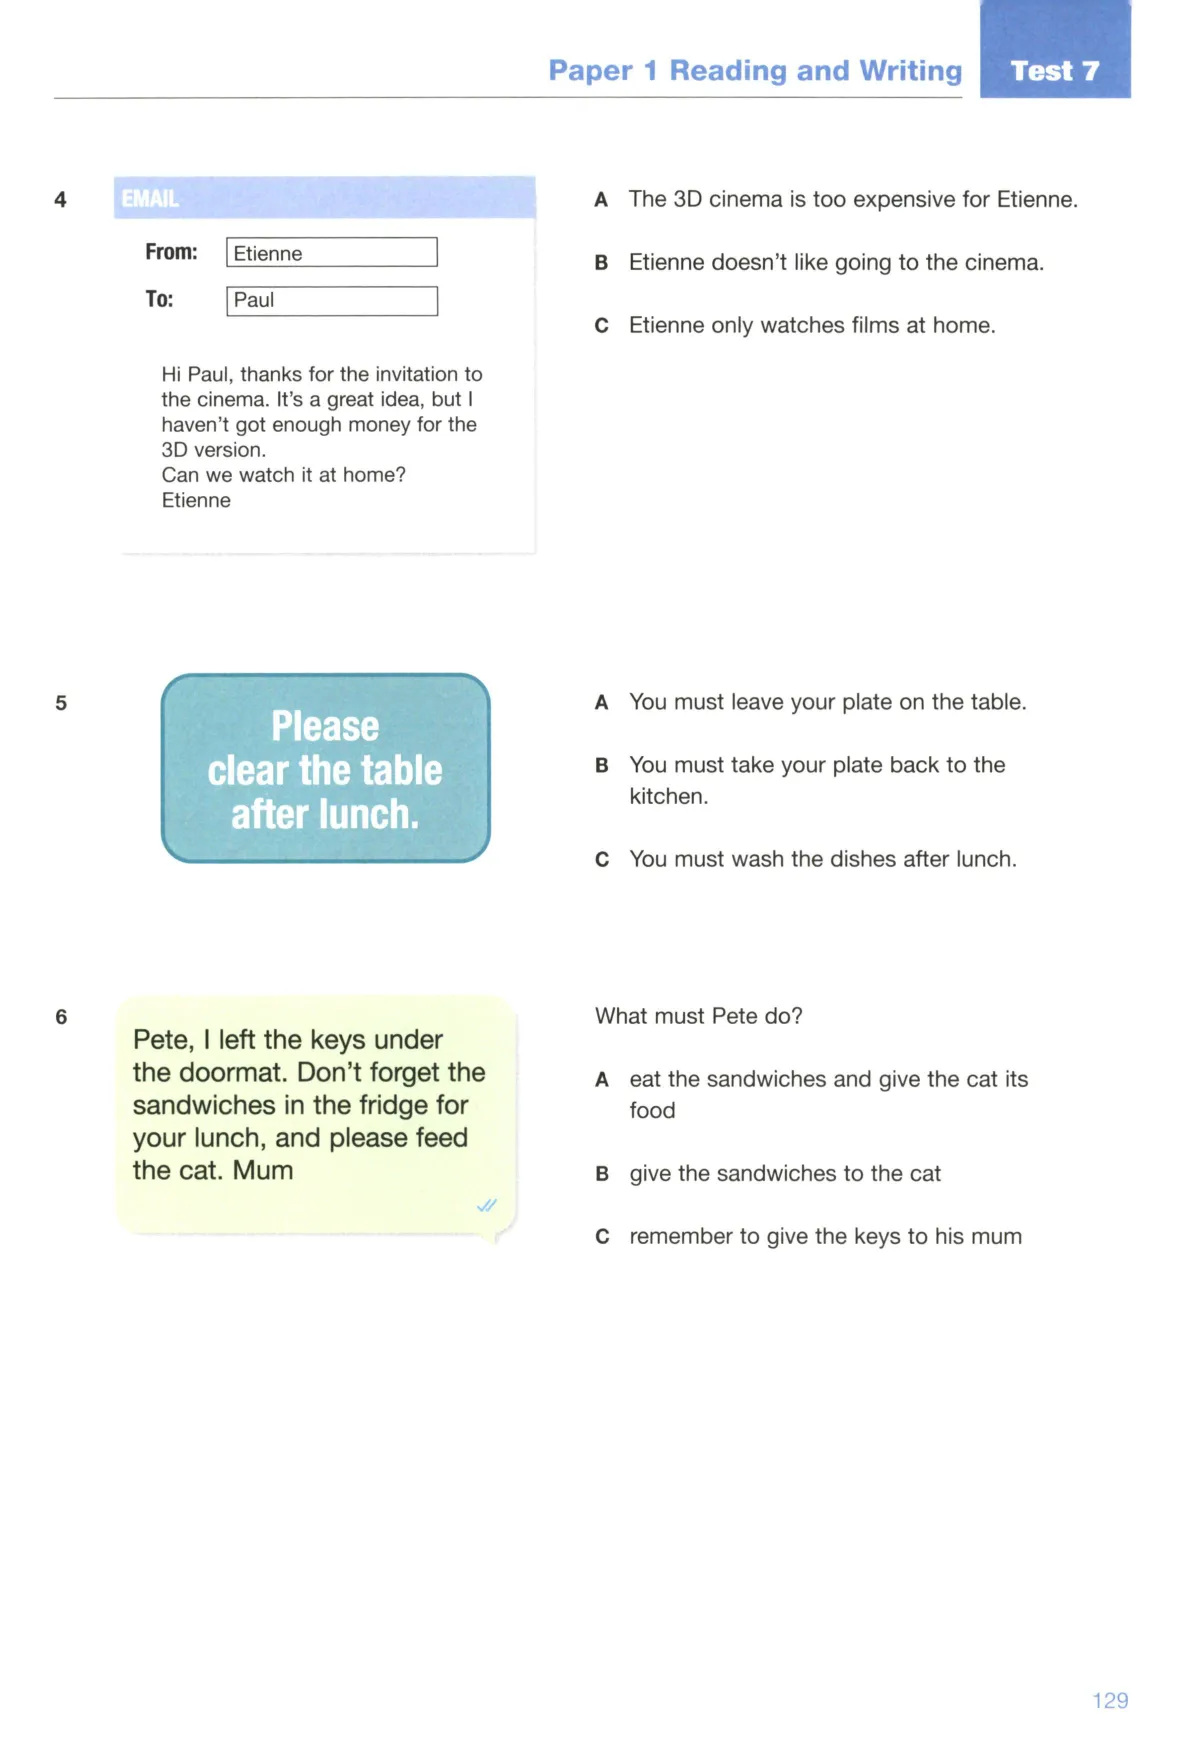 Paper 1 Reading and Writing
Test 7
4
EMAIL
From: Etienne
To: Paul
Hi Paul, thanks for the invitation to
the cinema. It's a great idea, but I
haven't got enough money for the
3D version.
Can we watch it at home?
Etienne
A The 3D cinema is too expensive for Etienne.
B Etienne doesn't like going to the cinema.
C Etienne only watches films at home.
5
Please
clear the table
after lunch.
A You must leave your plate on the table.
B You must take your plate back to the
kitchen.
C You must wash the dishes after lunch.
6
Pete, I left the keys under
the doormat. Don't forget the
sandwiches in the fridge for
your lunch, and please feed
the cat. Mum
What must Pete do?
A eat the sandwiches and give the cat its
food
B give the sandwiches to the cat
C remember to give the keys to his mum
129